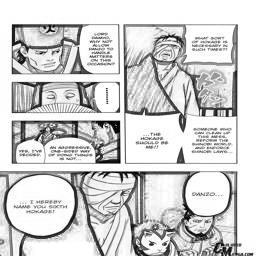 WHAT SORT
OF HOKAGE IS
NECESSARY IN
SUCH TIMES?
SOMEONE WHO
CAN CLEAN UP
THIS MESS,
REFORM THE
SHINOBI WORLD,
AND ENFORCE
SHINOBI LAWS...
...THE
HOKAGE
SHOULD
BE ME!!
LORD
DAIMYO,
WHY NOT ALLOW
DANZO TO
HANDLE MATTERS
ON THIS
OCCASION?
AN AGGRESSIVE,
ONE-SIDED WAY
OF DOING
THINGS IS NOT...
YES, I'VE
DECIDED.
DANZO...
... I HEREBY
NAME YOU SIXTH
HOKAGE!